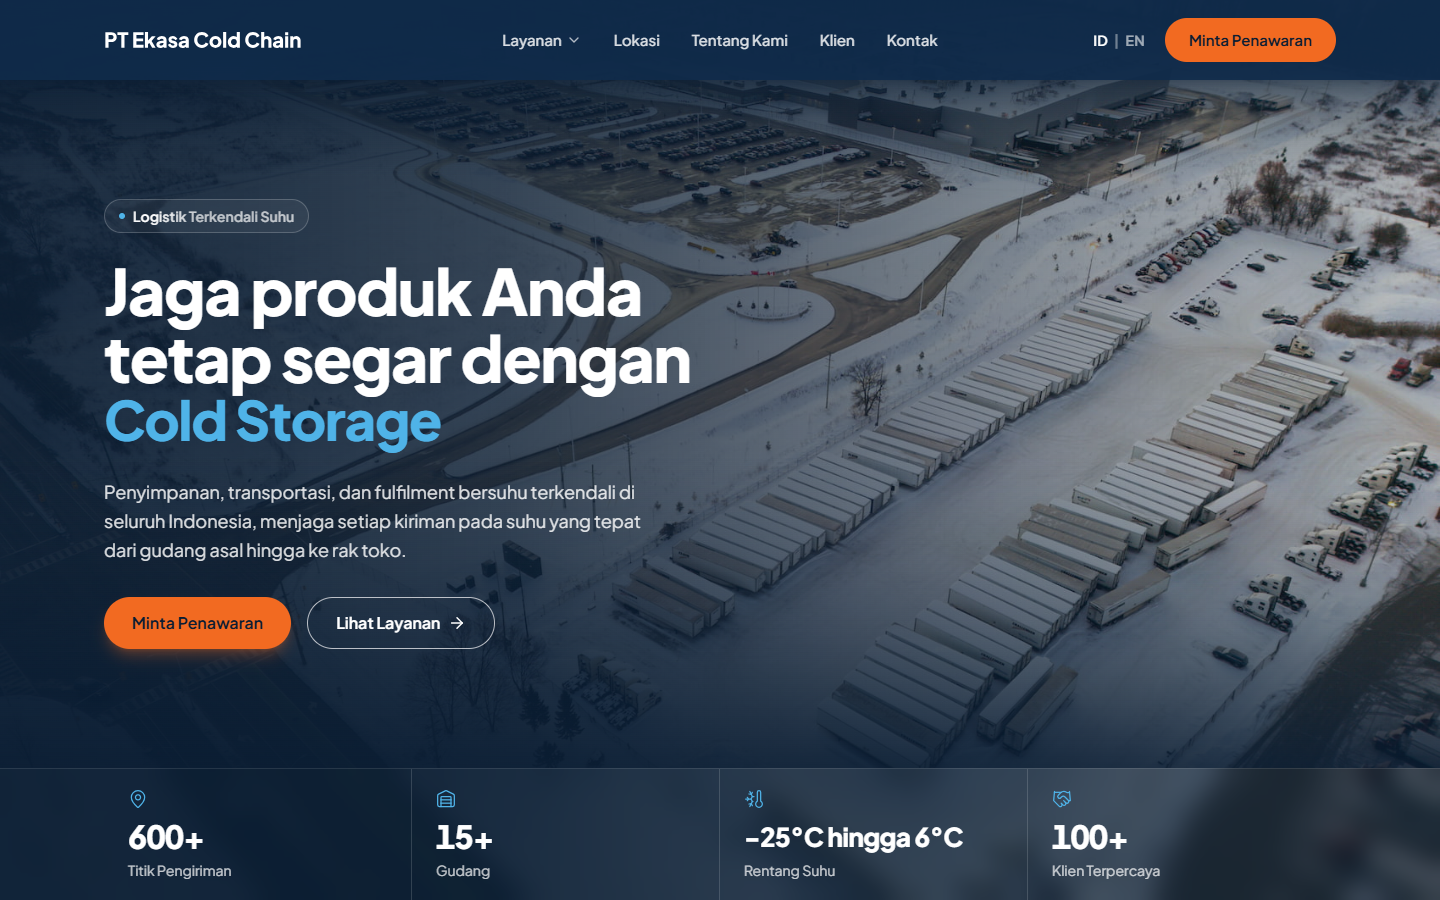 PT Ekasa Cold Chain
Layanan
Lokasi
Tentang Kami
Klien
Kontak
ID | EN
Minta Penawaran
Logistik Terkendali Suhu
Jaga produk Anda
tetap segar dengan
Cold Storage
Penyimpanan, transportasi, dan fulfilment bersuhu terkendali di
seluruh Indonesia, menjaga setiap kiriman pada suhu yang tepat
dari gudang asal hingga ke rak toko.
Minta Penawaran
Lihat Layanan →
600+
Titik Pengiriman
15+
Gudang
−25°C hingga 6°C
Rentang Suhu
100+
Klien Terpercaya